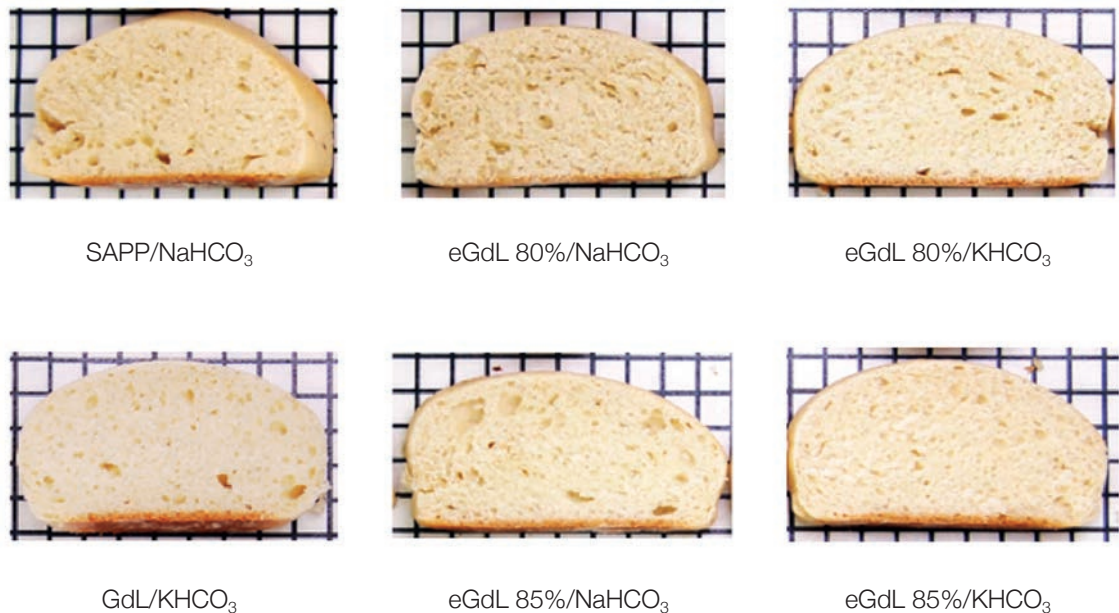 SAPP/NaHCO₃
eGdL 80%/NaHCO₃
eGdL 80%/KHCO₃
GdL/KHCO₃
eGdL 85%/NaHCO₃
eGdL 85%/KHCO₃